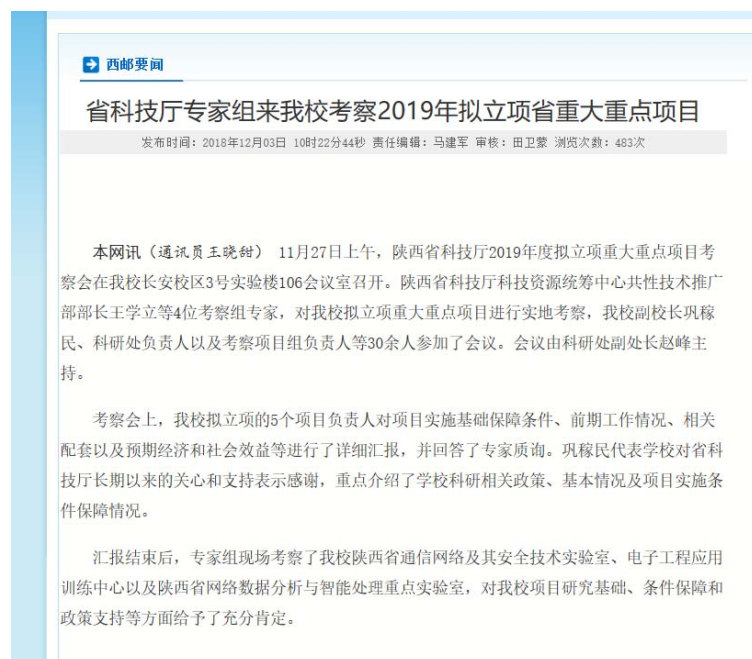 西邮要闻
省科技厅专家组来我校考察2019年拟立项省重大重点项目
发布时间：2018年12月03日 10时22分44秒 责任编辑：马建军 审核：田卫蒙 浏览次数：483次
本网讯（通讯员王晓甜） 11月27日上午，陕西省科技厅2019年度拟立项重大重点项目考
察会在我校长安校区3号实验楼106会议室召开。陕西省科技厅科技资源统筹中心共性技术推广
部部长王学立等4位考察组专家，对我校拟立项重大重点项目进行实地考察，我校副校长巩稼
民、科研处负责人以及考察项目组负责人等30余人参加了会议。会议由科研处副处长赵峰主
持。
考察会上，我校拟立项的5个项目负责人对项目实施基础保障条件、前期工作情况、相关
配套以及预期经济和社会效益等进行了详细汇报，并回答了专家质询。巩稼民代表学校对省科
技厅长期以来的关心和支持表示感谢，重点介绍了学校科研相关政策、基本情况及项目实施条
件保障情况。
汇报结束后，专家组现场考察了我校陕西省通信网络及其安全技术实验室、电子工程应用
训练中心以及陕西省网络数据分析与智能处理重点实验室，对我校项目研究基础、条件保障和
政策支持等方面给予了充分肯定。